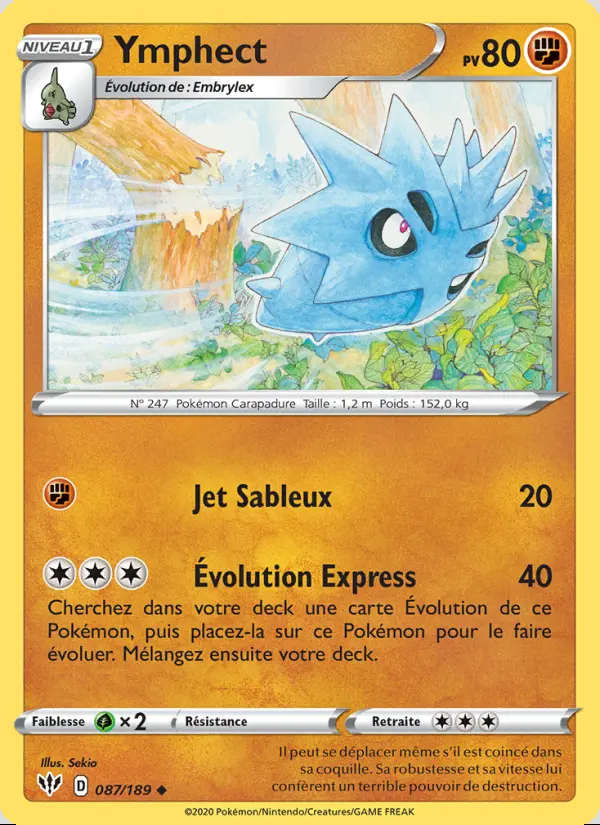 NIVEAU 1
Ymphect
PV 80
Évolution de : Embrylex
N° 247 Pokémon Carapadure Taille : 1,2 m Poids : 152,0 kg
Jet Sableux 20
Évolution Express 40
Cherchez dans votre deck une carte Évolution de ce
Pokémon, puis placez-la sur ce Pokémon pour le faire
évoluer. Mélangez ensuite votre deck.
Faiblesse ×2 Résistance Retraite
Illus. Sekio
D 087/189
Il peut se déplacer même s'il est coincé dans
sa coquille. Sa robustesse et sa vitesse lui
confèrent un terrible pouvoir de destruction.
©2020 Pokémon/Nintendo/Creatures/GAME FREAK